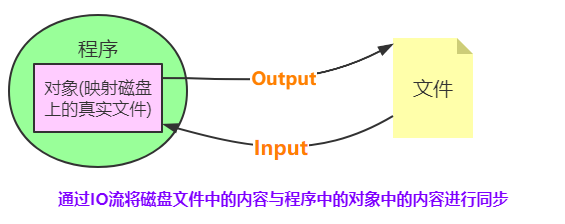 程序
对象(映射磁盘
上的真实文件)
Output
文件
Input
通过IO流将磁盘文件中的内容与程序中的对象中的内容进行同步